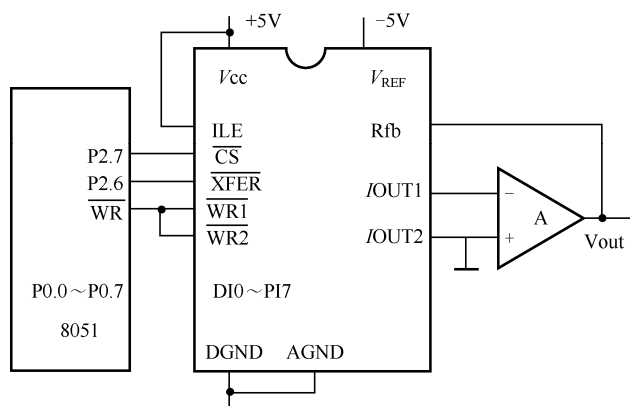 +5V
−5V
Vcc
VREF
ILE
Rfb
P2.7
CS
P2.6
XFER
WR
WR1
WR2
IOUT1
IOUT2
−
+
A
Vout
P0.0～P0.7
DI0～PI7
8051
DGND
AGND